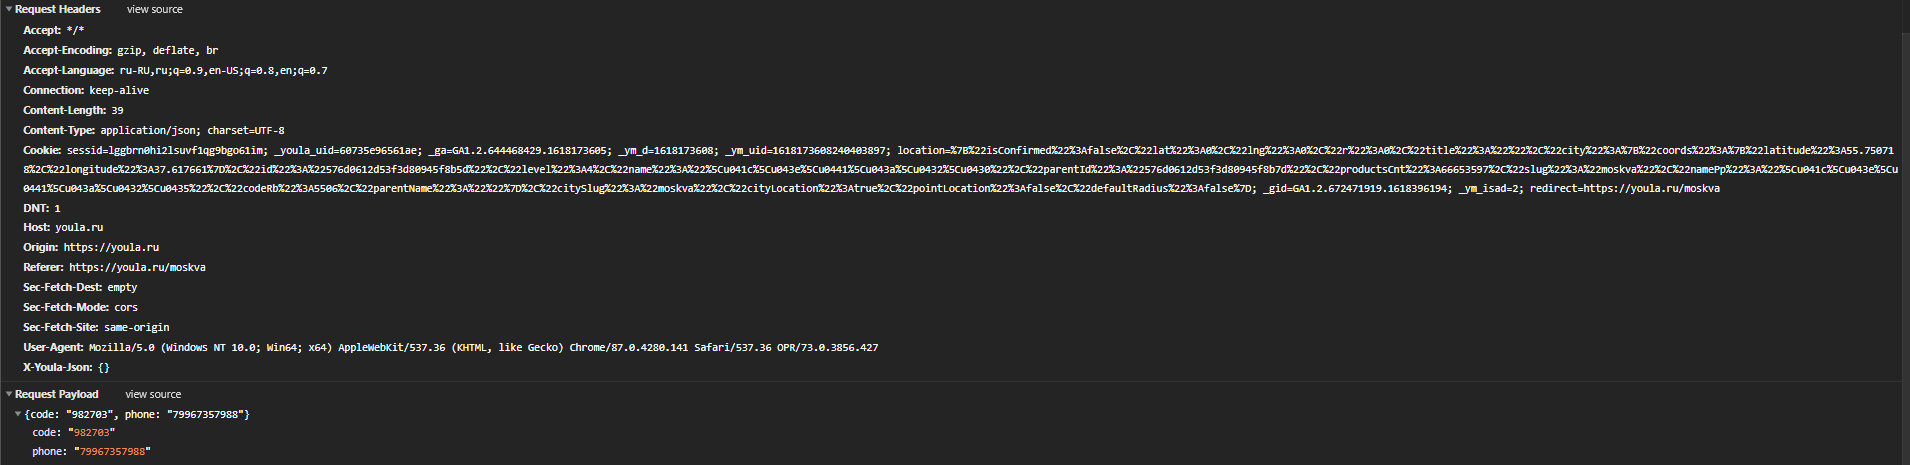 Request Headers view source
Accept: */*
Accept-Encoding: gzip, deflate, br
Accept-Language: ru-RU,ru;q=0.9,en-US;q=0.8,en;q=0.7
Connection: keep-alive
Content-Length: 39
Content-Type: application/json; charset=UTF-8
Cookie: sessid=lggbrn0hi2lsuvf1qg9bgo61im; _youla_uid=60735e96561ae; _ga=GA1.2.644468429.1618173605; _ym_d=1618173608; _ym_uid=1618173608240403897; location=%7B%22isConfirmed%22%3Afalse%2C%22lat%22%3A0%2C%22lng%22%3A0%2C%22r%22%3A0%2C%22title%22%3A%22%22%2C%22city%22%3A%7B%22coords%22%3A%7B%22latitude%22%3A55.75071
8%2C%22longitude%22%3A37.617661%7D%2C%22id%22%3A%22576d0612d53f3d80945f8b5d%22%2C%22level%22%3A4%2C%22name%22%3A%22%5Cu041c%5Cu043e%5Cu0441%5Cu043a%5Cu0432%5Cu0430%22%2C%22parentId%22%3A%22576d0612d53f3d80945f8b7d%22%2C%22productsCnt%22%3A66653597%2C%22slug%22%3A%22moskva%22%2C%22namePp%22%3A%22%5Cu041c%5Cu043e%5Cu
0441%5Cu043a%5Cu0432%5Cu0435%22%2C%22codeRb%22%3A5506%2C%22parentName%22%3A%22%22%7D%2C%22citySlug%22%3A%22moskva%22%2C%22cityLocation%22%3Atrue%2C%22pointLocation%22%3Afalse%2C%22defaultRadius%22%3Afalse%7D; _gid=GA1.2.672471919.1618396194; _ym_isad=2; redirect=https://youla.ru/moskva
DNT: 1
Host: youla.ru
Origin: https://youla.ru
Referer: https://youla.ru/moskva
Sec-Fetch-Dest: empty
Sec-Fetch-Mode: cors
Sec-Fetch-Site: same-origin
User-Agent: Mozilla/5.0 (Windows NT 10.0; Win64; x64) AppleWebKit/537.36 (KHTML, like Gecko) Chrome/87.0.4280.141 Safari/537.36 OPR/73.0.3856.427
X-Youla-Json: {}
Request Payload view source
{code: "982703", phone: "79967357988"}
code: "982703"
phone: "79967357988"